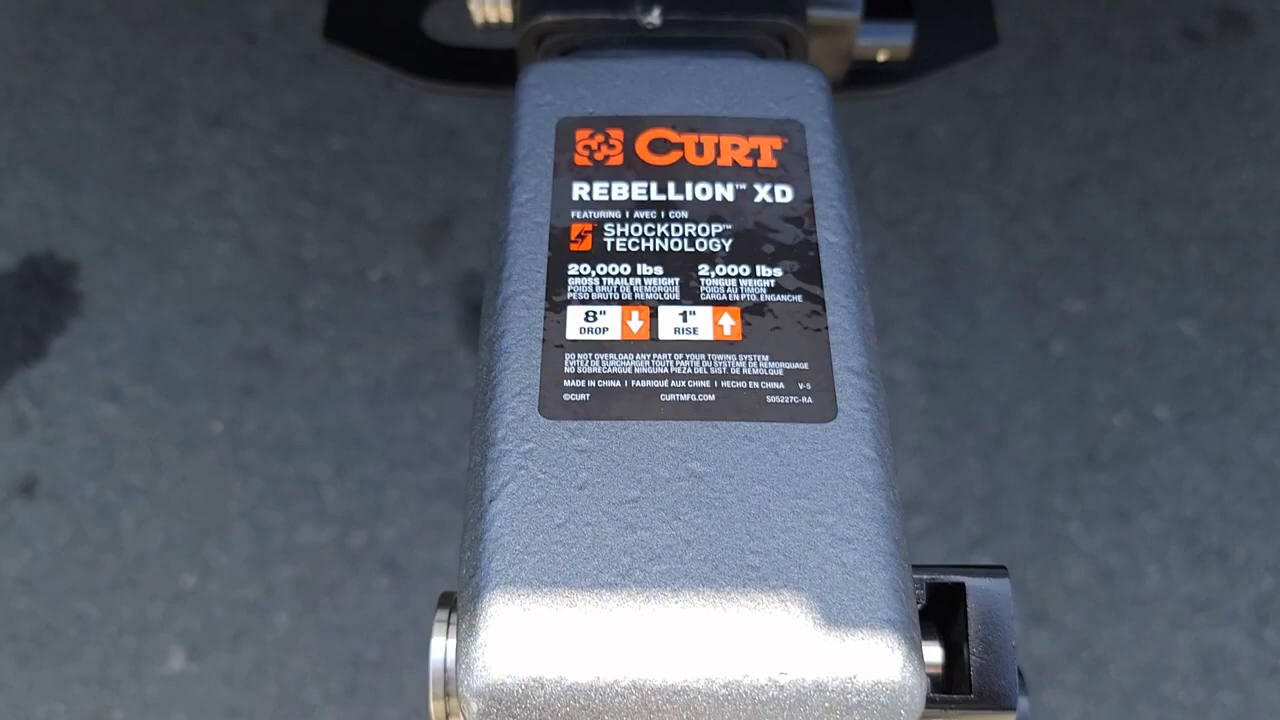 CURT
REBELLION™ XD
FEATURING | AVEC | CON
SHOCKDROP™
TECHNOLOGY
20,000 lbs 2,000 lbs
GROSS TRAILER WEIGHT TONGUE WEIGHT
POIDS BRUT DE REMORQUE POIDS AU TIMON
PESO BRUTO DE REMOLQUE CARGA EN PTO. ENGANCHE
8" 1"
DROP RISE
DO NOT OVERLOAD ANY PART OF YOUR TOWING SYSTEM
ÉVITEZ DE SURCHARGER TOUTE PARTIE DU SYSTÈME DE REMORQUAGE
NO SOBRECARGUE NINGUNA PIEZA DEL SIST. DE REMOLQUE
MADE IN CHINA | FABRIQUÉ AUX CHINE | HECHO EN CHINA V-5
©CURT CURTMFG.COM S05227C-RA